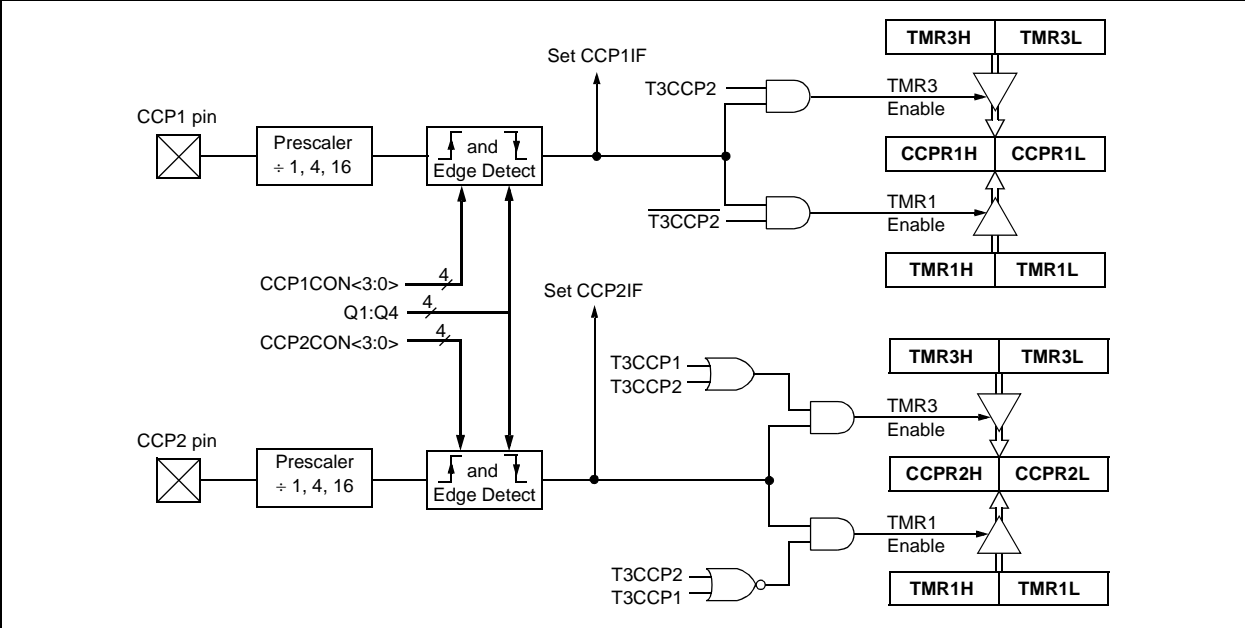 TMR3H TMR3L
Set CCP1IF
T3CCP2
TMR3
Enable
CCP1 pin
Prescaler
÷ 1, 4, 16
and
Edge Detect
CCPR1H CCPR1L
T3CCP2
TMR1
Enable
TMR1H TMR1L
CCP1CON<3:0> 4
Q1:Q4 4
CCP2CON<3:0> 4
Set CCP2IF
TMR3H TMR3L
T3CCP1
T3CCP2
TMR3
Enable
CCP2 pin
Prescaler
÷ 1, 4, 16
and
Edge Detect
CCPR2H CCPR2L
TMR1
Enable
T3CCP2
T3CCP1
TMR1H TMR1L